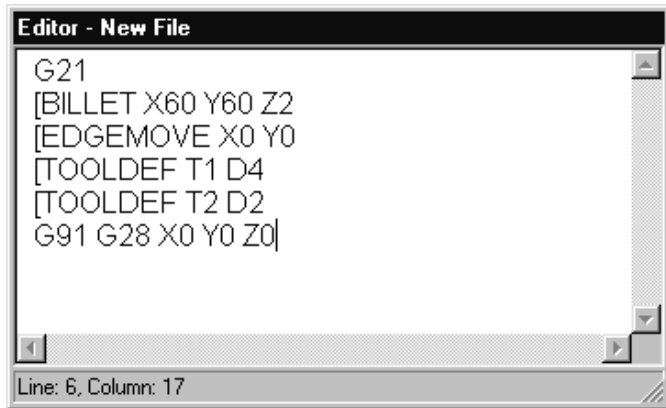 Editor - New File
G21
[BILLET X60 Y60 Z2
[EDGEMOVE X0 Y0
[TOOLDEF T1 D4
[TOOLDEF T2 D2
G91 G28 X0 Y0 Z0
Line: 6, Column: 17